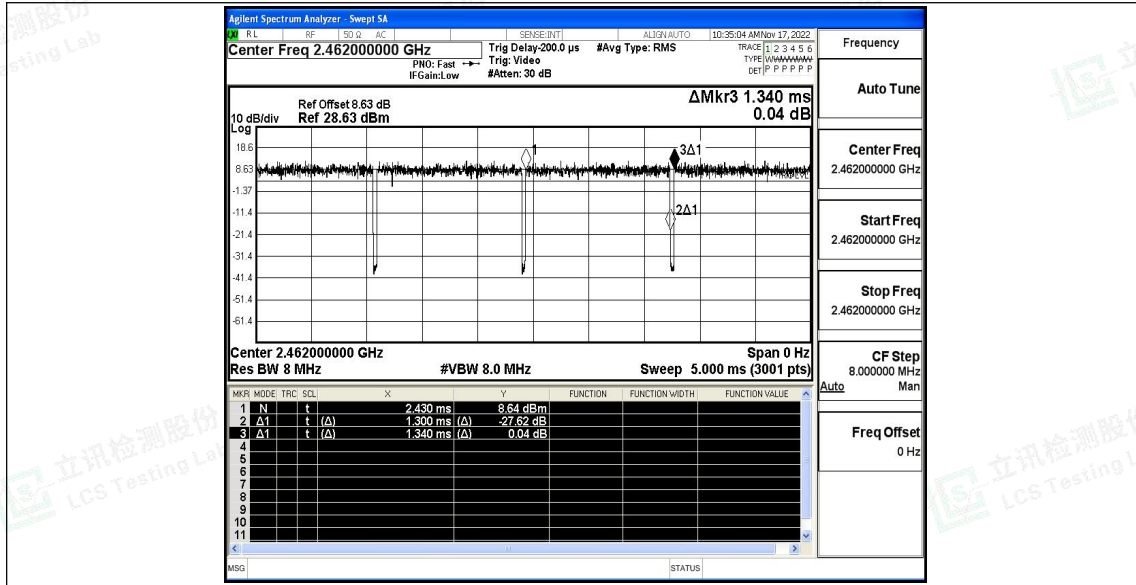 Agilent Spectrum Analyzer - Swept SA
LXI RL RF 50 Ω AC SENSE:INT ALIGN AUTO 10:35:04 AM Nov 17, 2022
Center Freq 2.462000000 GHz
PNO: Fast
IFGain:Low
Trig Delay-200.0 µs
Trig: Video
#Atten: 30 dB
#Avg Type: RMS
TRACE 1 2 3 4 5 6
TYPE WWWWWW
DET P P P P P P
ΔMkr3 1.340 ms
0.04 dB
10 dB/div
Log
Ref Offset 8.63 dB
Ref 28.63 dBm
18.6
8.63
-1.37
-11.4
-21.4
-31.4
-41.4
-51.4
-61.4
1
3Δ1
2Δ1
Center 2.462000000 GHz Span 0 Hz
Res BW 8 MHz #VBW 8.0 MHz Sweep 5.000 ms (3001 pts)
MKR MODE TRC SCL X Y FUNCTION FUNCTION WIDTH FUNCTION VALUE
1 N t 2.430 ms 8.64 dBm
2 Δ1 t (Δ) 1.300 ms (Δ) -27.62 dB
3 Δ1 t (Δ) 1.340 ms (Δ) 0.04 dB
4
5
6
7
8
9
10
11
MSG STATUS
Frequency
Auto Tune
Center Freq
2.462000000 GHz
Start Freq
2.462000000 GHz
Stop Freq
2.462000000 GHz
CF Step
8.000000 MHz
Auto Man
Freq Offset
0 Hz
立讯检测股份
LCS Testing Lab